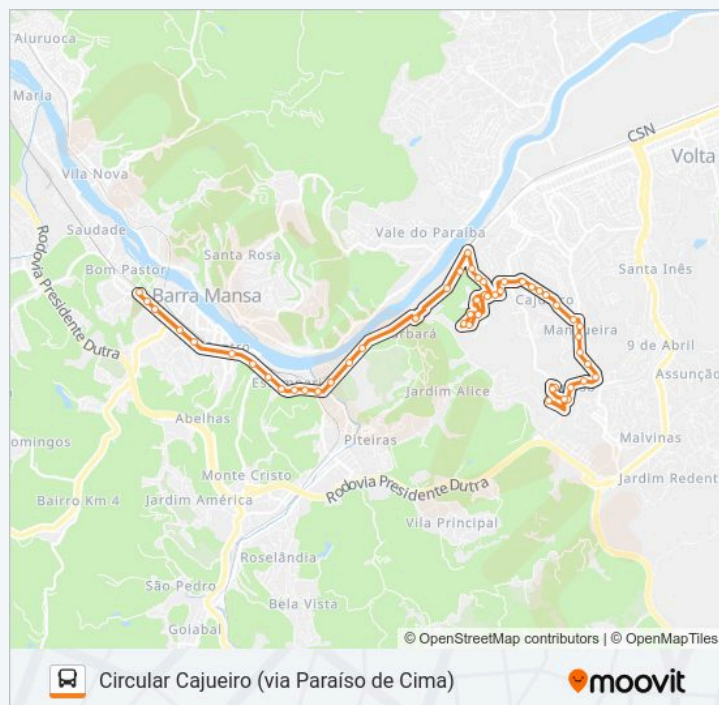 Aiuruoca
Maria
CSN
Volta
Vila Nova
Saudade
Vale do Paraíba
Santa Rosa
Bom Pastor
Santa Inês
Barra Mansa
Cajueiro
Rodovia Presidente Dutra
Mangueira
9 de Abril
Assunção
Jardim Alice
Abelhas
Piteiras
Malvinas
omingos
Monte Cristo
Jardim Redent
Bairro Km 4
Jardim América
Rodovia Presidente Dutra
Vila Principal
Roselândia
São Pedro
Bela Vista
Goiabal
© OpenStreetMap contributors | © OpenMapTiles
Circular Cajueiro (via Paraíso de Cima)
moovit